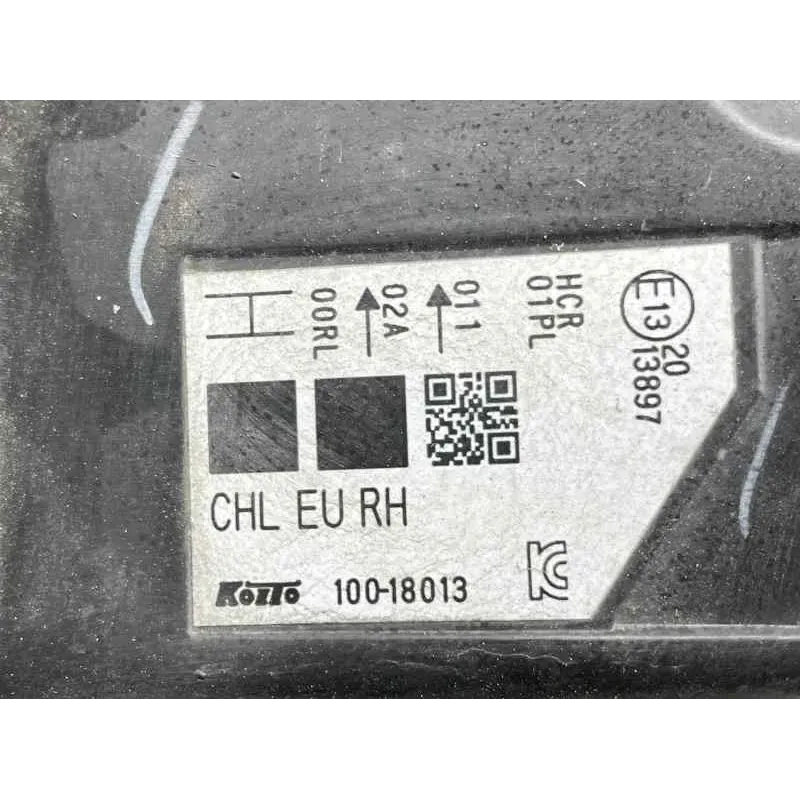 HCR
01PL
011
02A
00RL
E13
20
13897
CHL EU RH
KOITO 100-18013